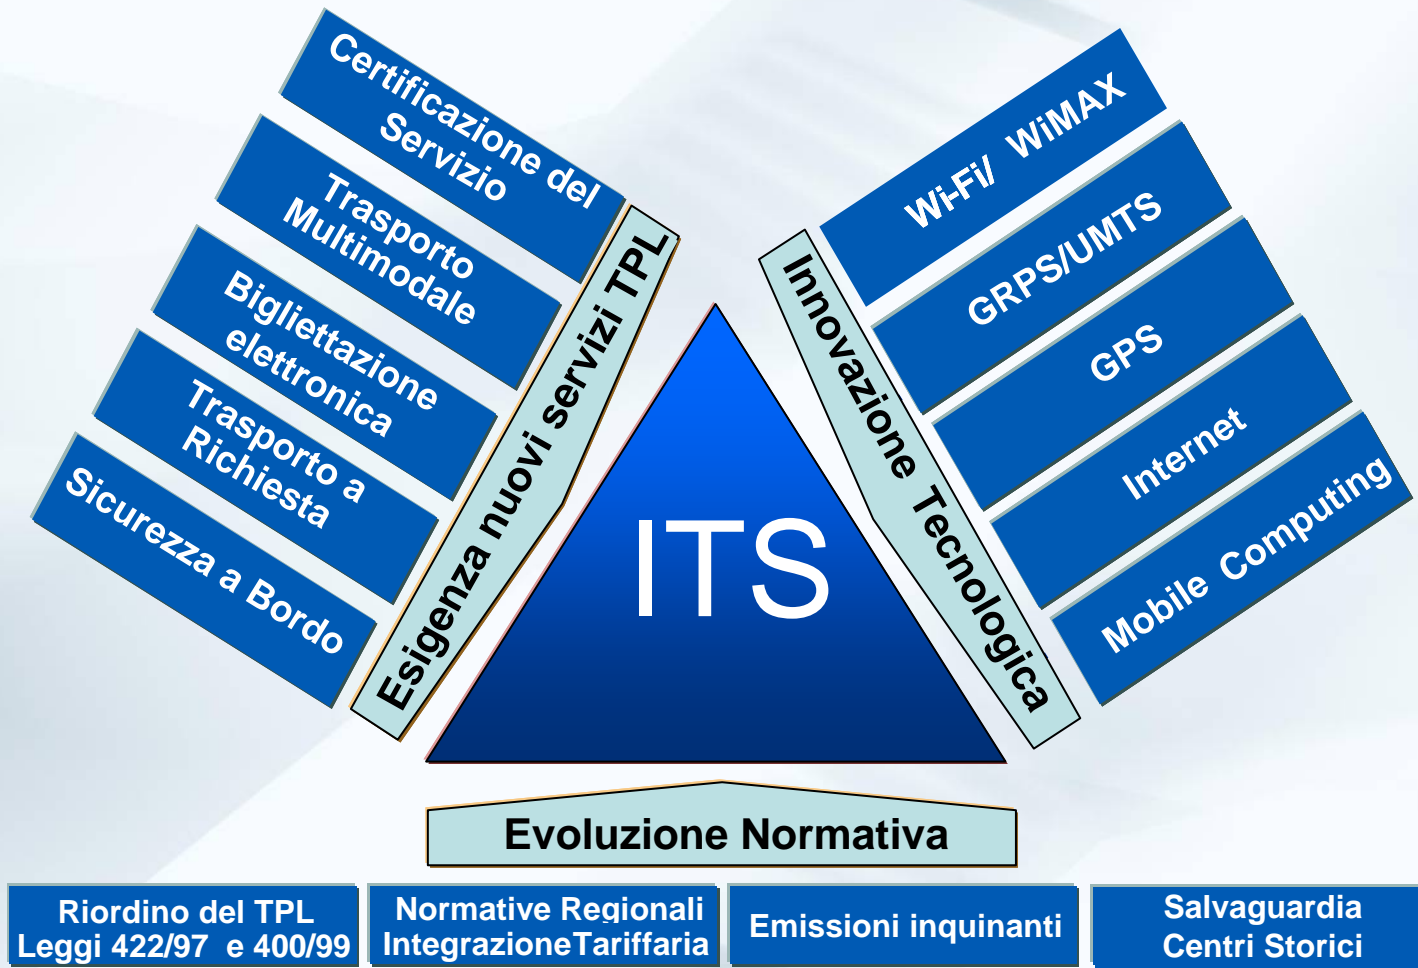 Certificazione del
Servizio
Trasporto
Multimodale
Bigliettazione
elettronica
Trasporto a
Richiesta
Sicurezza a Bordo
Esigenza nuovi servizi TPL
ITS
Innovazione Tecnologica
Wi-Fi/ WiMAX
GRPS/UMTS
GPS
Internet
Mobile Computing
Evoluzione Normativa
Riordino del TPL
Leggi 422/97 e 400/99
Normative Regionali
Integrazione Tariffaria
Emissioni inquinanti
Salvaguardia
Centri Storici